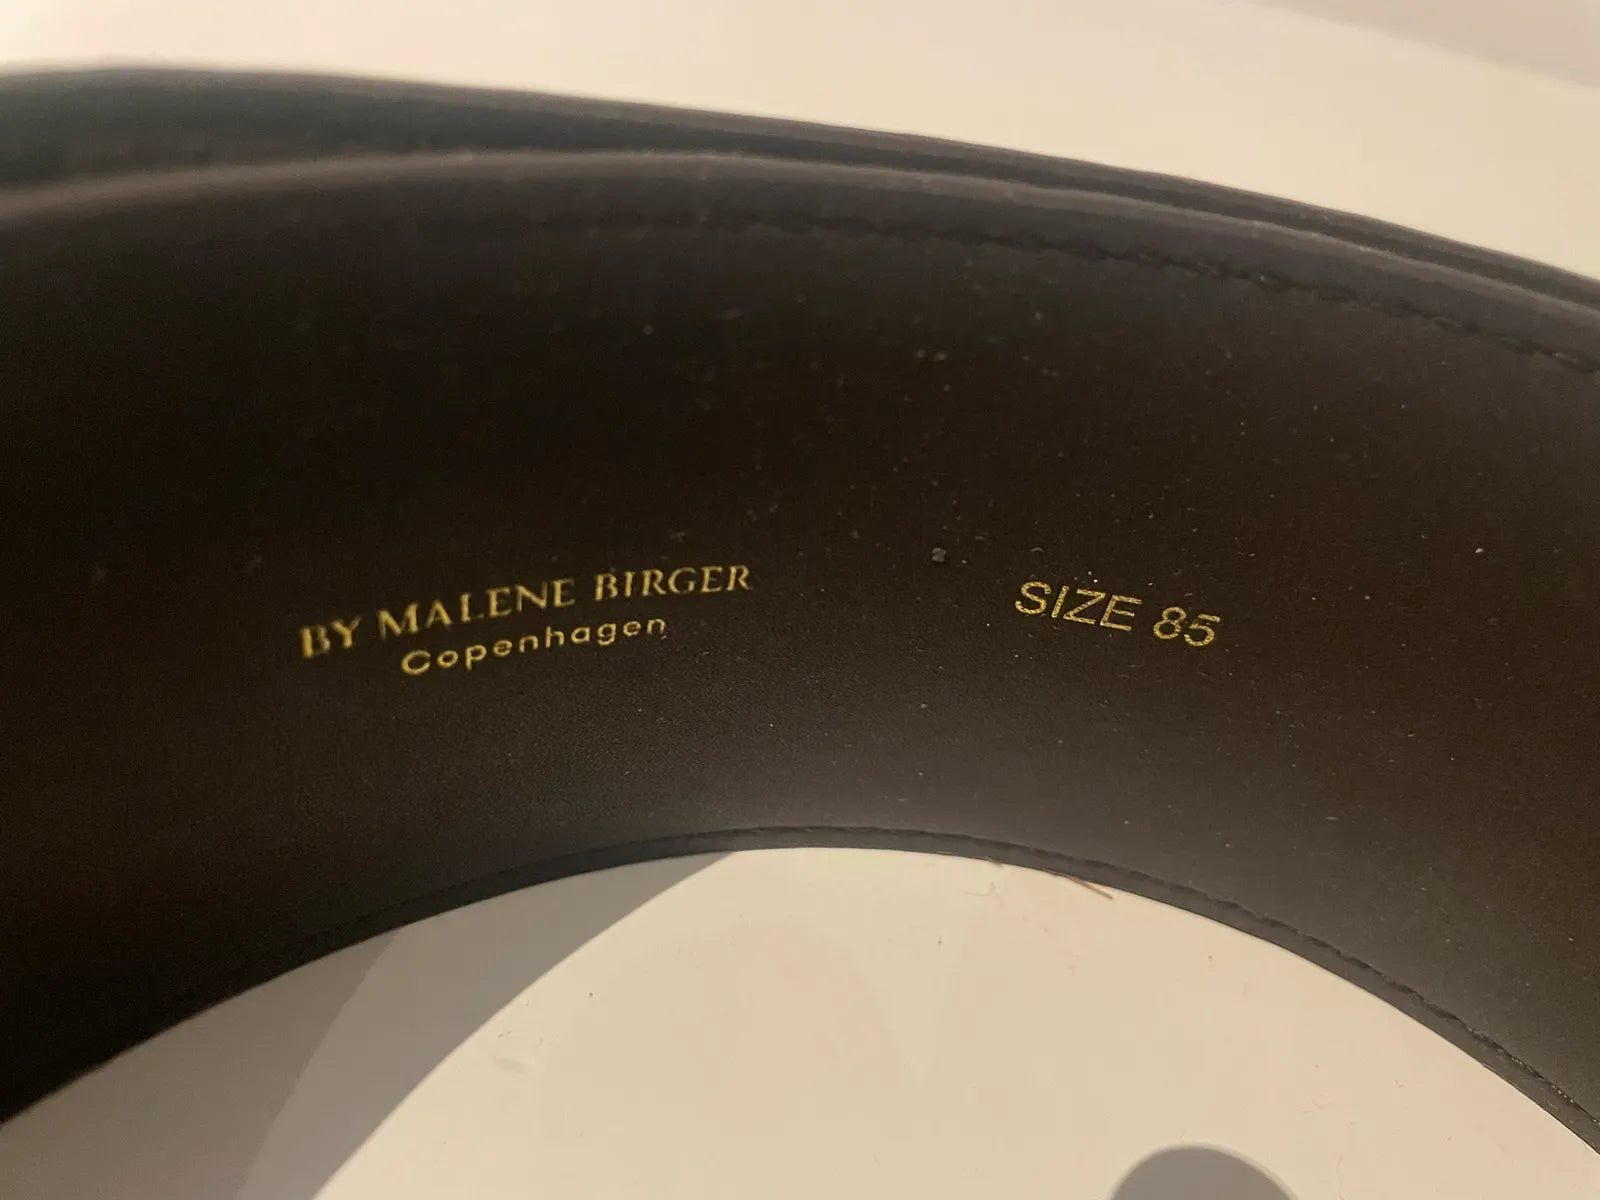 BY MALENE BIRGER
Copenhagen
SIZE 85